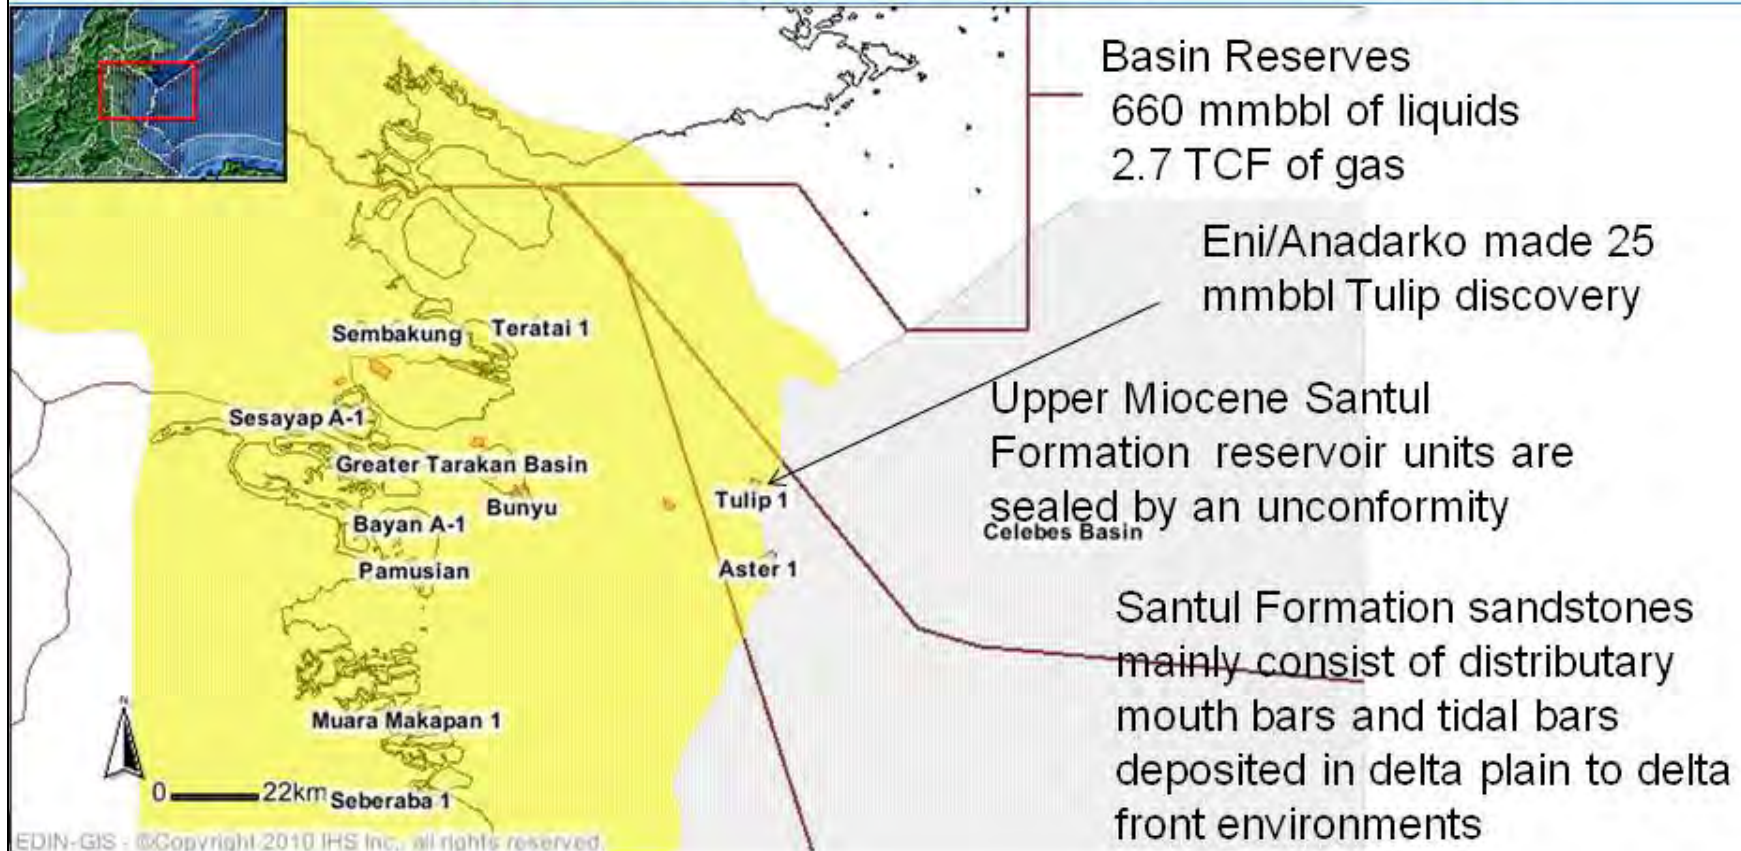 Basin Reserves
660 mmbbl of liquids
2.7 TCF of gas
Eni/Anadarko made 25
mmbbl Tulip discovery
Upper Miocene Santul
Formation reservoir units are
sealed by an unconformity
Celebes Basin
Santul Formation sandstones
mainly consist of distributary
mouth bars and tidal bars
deposited in delta plain to delta
front environments
Sembakung
Teratai 1
Sesayap A-1
Greater Tarakan Basin
Bunyu
Bayan A-1
Pamusian
Tulip 1
Aster 1
Muara Makapan 1
Seberaba 1
N
0 22km
EDIN-GIS - ©Copyright 2010 IHS Inc., all rights reserved.